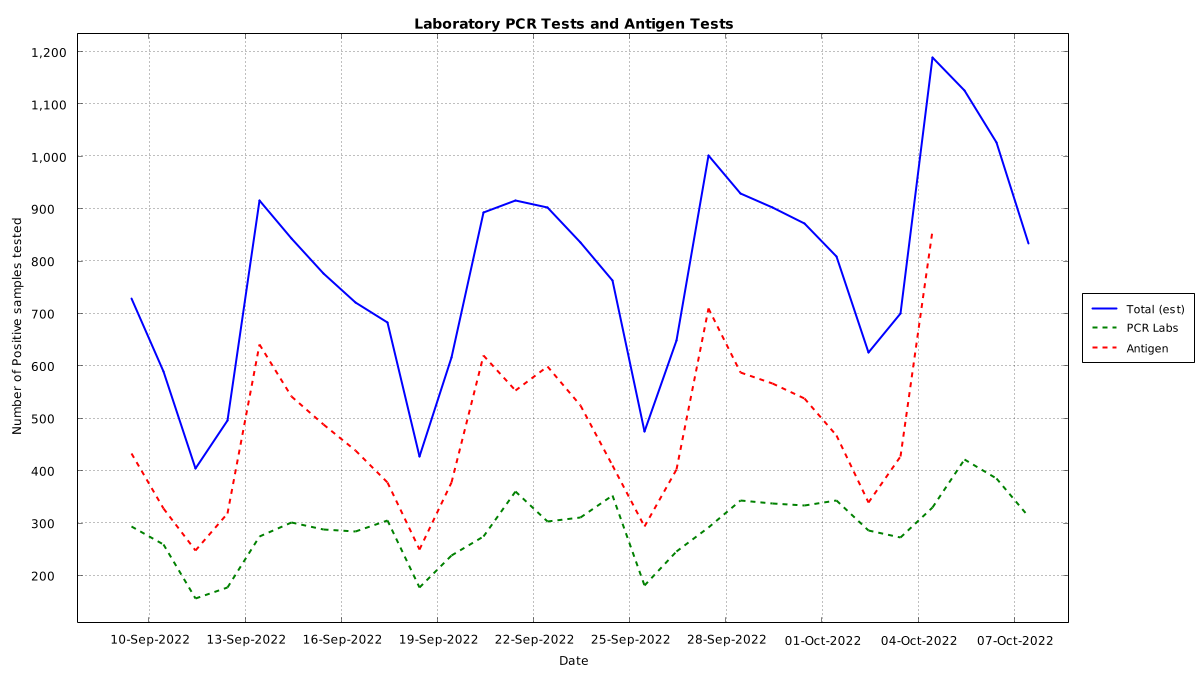 Laboratory PCR Tests and Antigen Tests
1,200
1,100
1,000
900
800
700
600
500
400
300
200
Number of Positive samples tested
10-Sep-2022 13-Sep-2022 16-Sep-2022 19-Sep-2022 22-Sep-2022 25-Sep-2022 28-Sep-2022 01-Oct-2022 04-Oct-2022 07-Oct-2022
Date
Total (est)
PCR Labs
Antigen